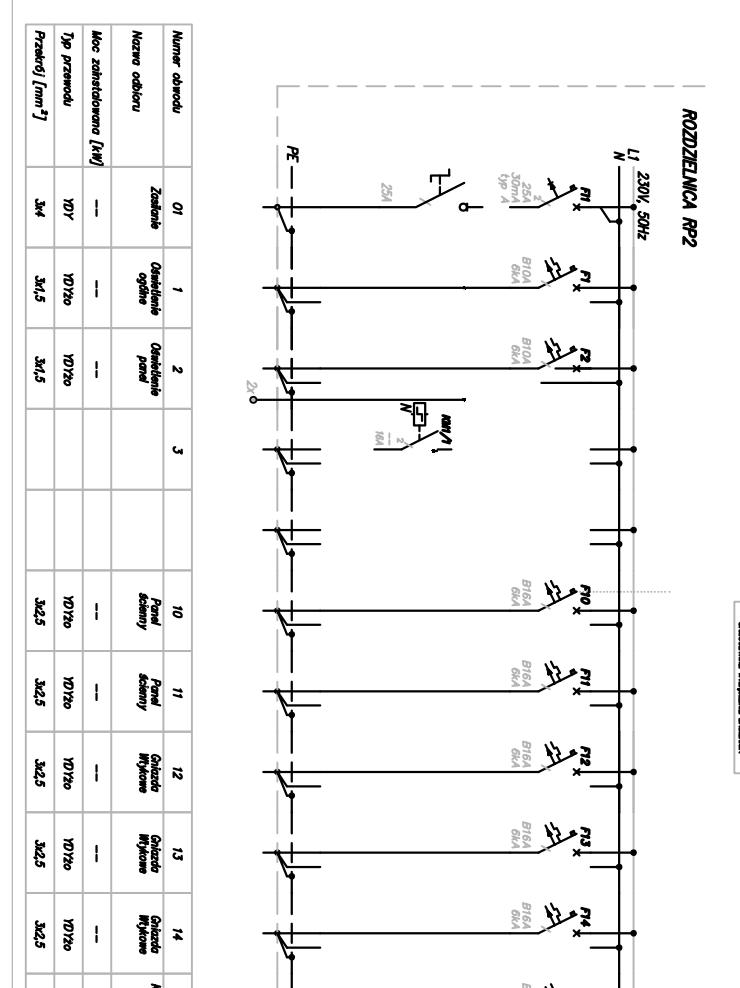 ROZDZIELNICA RP2
230V, 50Hz
L1
N
PE
FI1
25A
30mA
typ A
2
25A
F1
B10A
6kA
F2
B10A
6kA
2x
KM1/1
N
16A
2
F10
B16A
6kA
F11
B16A
6kA
F12
B16A
6kA
F13
B16A
6kA
F14
B16A
6kA
Numer obwodu 01 1 2 3 10 11 12 13 14
Nazwa odbioru
Zasilanie
Oświetlenie
ogólne
Oświetlenie
panel
Panel
ścienny
Panel
ścienny
Gniazda
Wtykowe
Gniazda
Wtykowe
Gniazda
Wtykowe
Moc zainstalowana [kW] -- -- -- -- -- -- -- --
Typ przewodu YDY YDYżo YDYżo YDYżo YDYżo YDYżo YDYżo YDYżo
Przekrój [mm²] 3x4 3x1,5 3x1,5 3x2,5 3x2,5 3x2,5 3x2,5 3x2,5